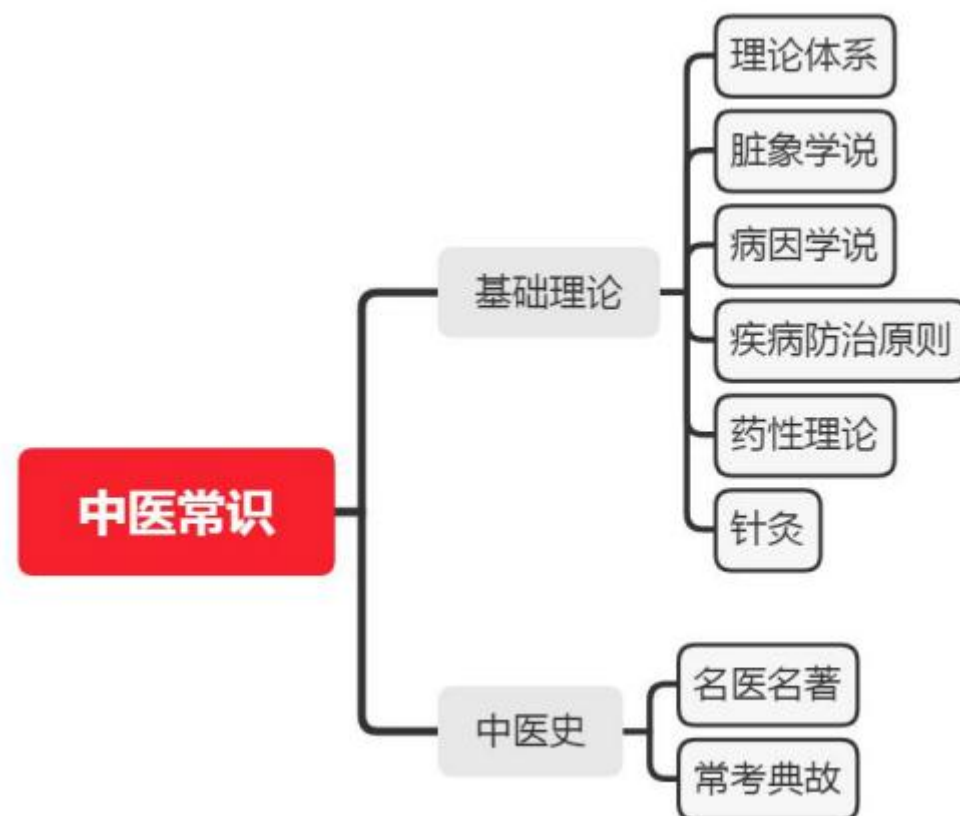 中医常识
基础理论
理论体系
脏象学说
病因学说
疾病防治原则
药性理论
针灸
中医史
名医名著
常考典故